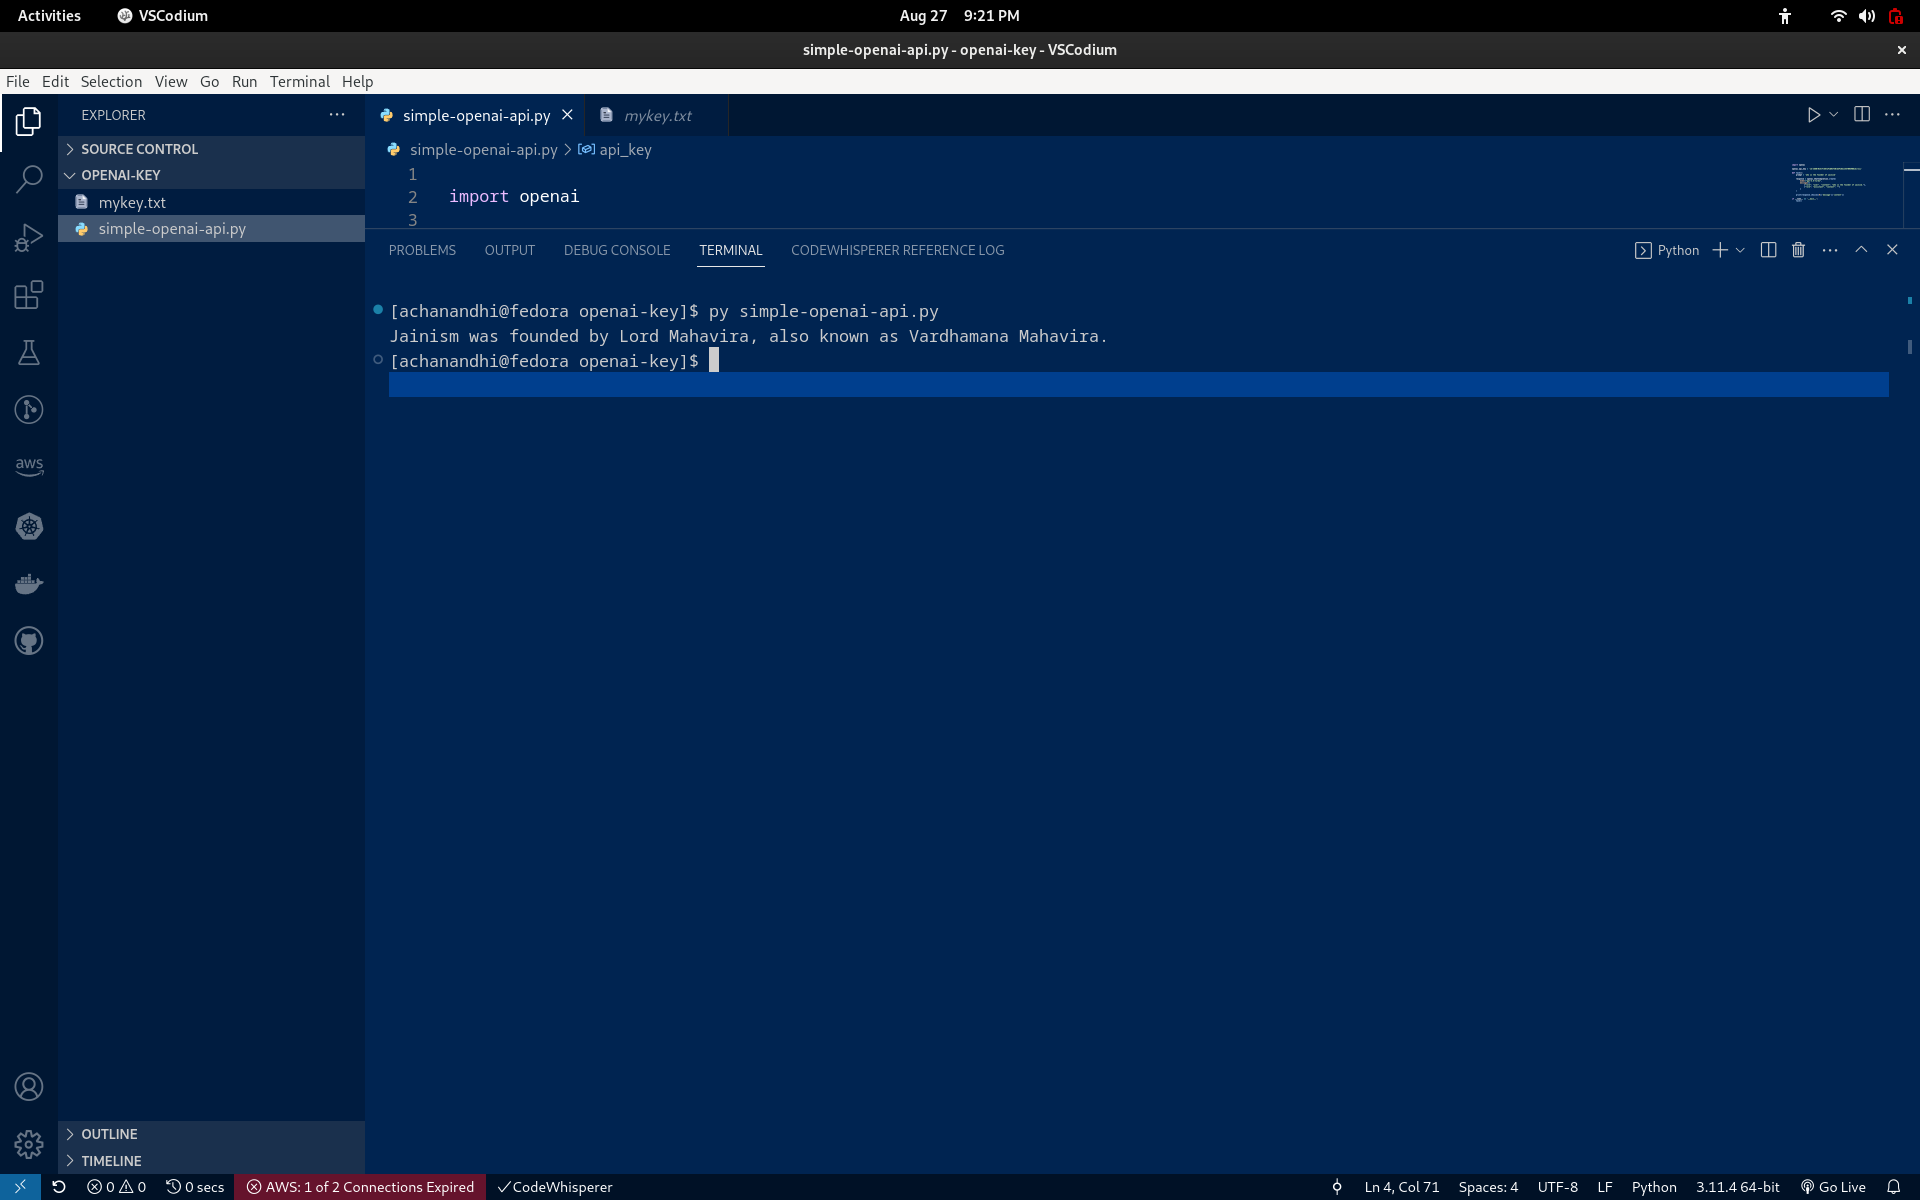 Activities VSCodium Aug 27 9:21 PM
simple-openai-api.py - openai-key - VSCodium
File Edit Selection View Go Run Terminal Help
EXPLORER
SOURCE CONTROL
OPENAI-KEY
mykey.txt
simple-openai-api.py
aws
OUTLINE
TIMELINE
simple-openai-api.py mykey.txt
simple-openai-api.py > api_key
1
2 import openai
3
PROBLEMS OUTPUT DEBUG CONSOLE TERMINAL CODEWHISPERER REFERENCE LOG Python
[achanandhi@fedora openai-key]$ py simple-openai-api.py
Jainism was founded by Lord Mahavira, also known as Vardhamana Mahavira.
[achanandhi@fedora openai-key]$
0 0 0 secs AWS: 1 of 2 Connections Expired CodeWhisperer Ln 4, Col 71 Spaces: 4 UTF-8 LF Python 3.11.4 64-bit Go Live